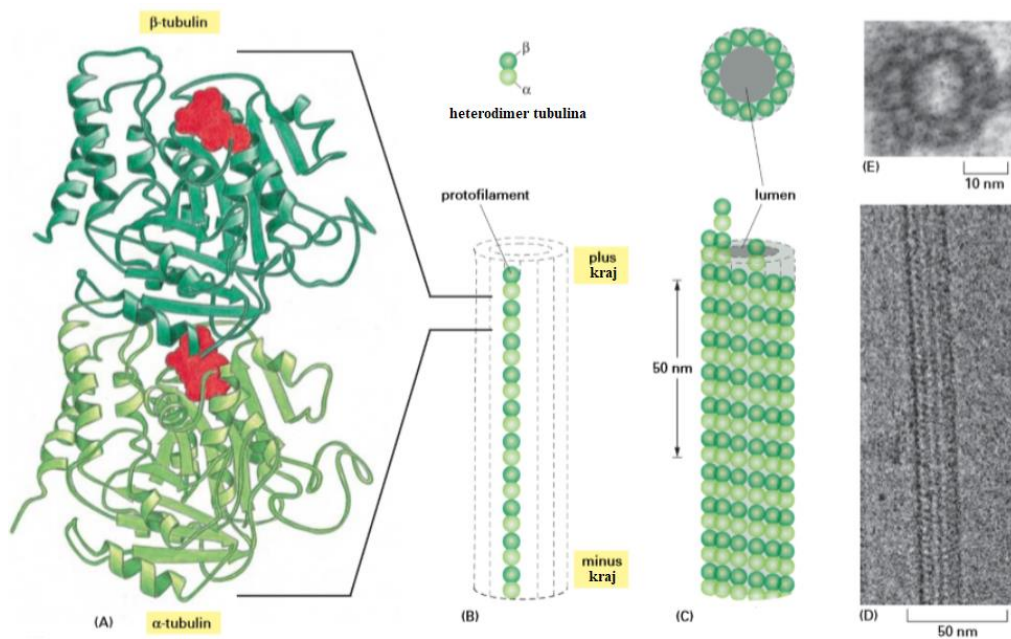 β-tubulin
α-tubulin
(A)
β
α
heterodimer tubulina
protofilament
plus
kraj
minus
kraj
(B)
lumen
50 nm
(C)
(E)
10 nm
(D)
50 nm